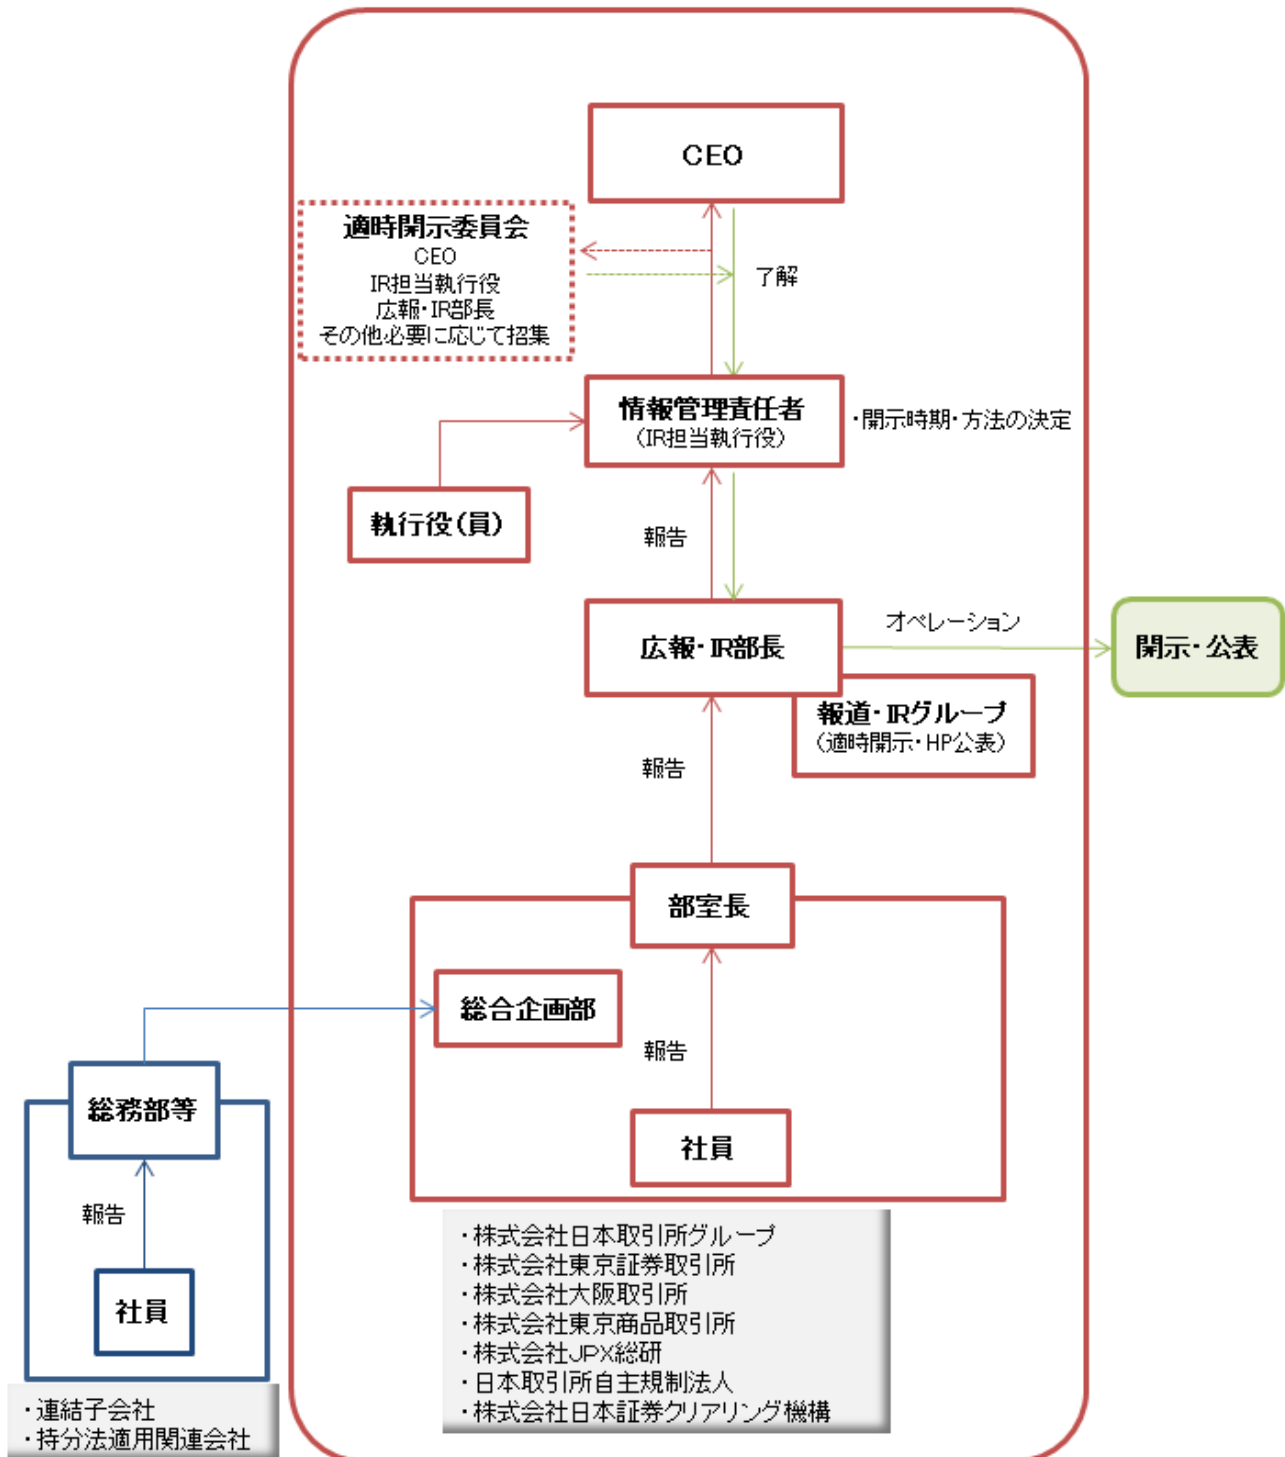 CEO
適時開示委員会
CEO
IR担当執行役
広報・IR部長
その他必要に応じて招集
了解
情報管理責任者
（IR担当執行役）
・開示時期・方法の決定
執行役（員）
報告
広報・IR部長
オペレーション
開示・公表
報道・IRグループ
（適時開示・HP公表）
報告
部室長
総合企画部
報告
社員
総務部等
報告
社員
・株式会社日本取引所グループ
・株式会社東京証券取引所
・株式会社大阪取引所
・株式会社東京商品取引所
・株式会社JPX総研
・日本取引所自主規制法人
・株式会社日本証券クリアリング機構
・連結子会社
・持分法適用関連会社